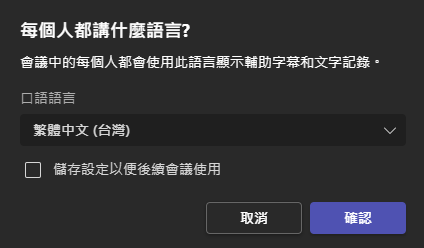 每個人都講什麼語言?
會議中的每個人都會使用此語言顯示輔助字幕和文字記錄。
口語語言
繁體中文 (台灣)
儲存設定以便後續會議使用
取消
確認